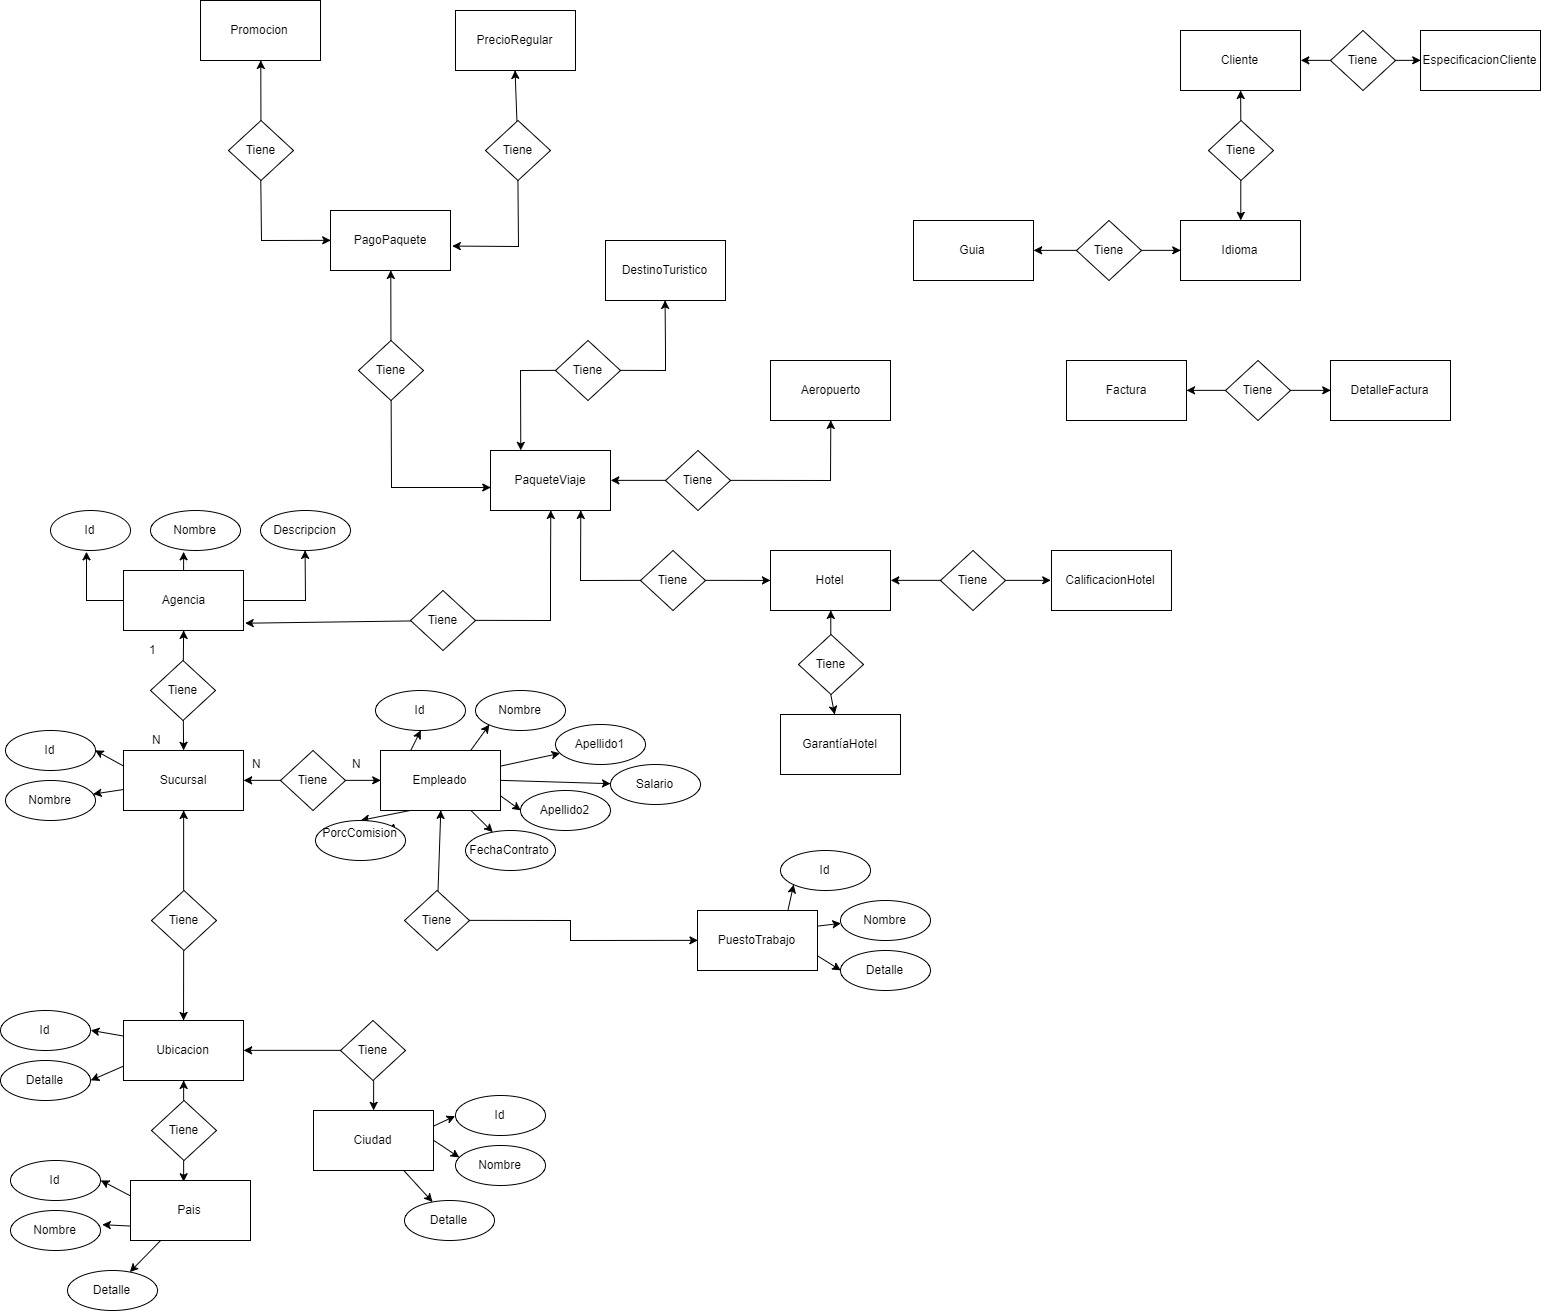 Promocion
PrecioRegular
Cliente
Tiene
EspecificacionCliente
Tiene
Tiene
Tiene
PagoPaquete
Guia
Tiene
Idioma
DestinoTuristico
Tiene
Tiene
Aeropuerto
Factura
Tiene
DetalleFactura
PaqueteViaje
Tiene
Id
Nombre
Descripcion
Tiene
Hotel
Tiene
CalificacionHotel
Agencia
Tiene
1
Tiene
Tiene
N
Id
Nombre
Apellido1
GarantíaHotel
Id
Nombre
Sucursal
N
Tiene
N
Empleado
Salario
Apellido2
PorcComision
FechaContrato
Tiene
Tiene
Id
PuestoTrabajo
Nombre
Detalle
Id
Detalle
Ubicacion
Tiene
Tiene
Ciudad
Id
Nombre
Detalle
Id
Nombre
Pais
Detalle